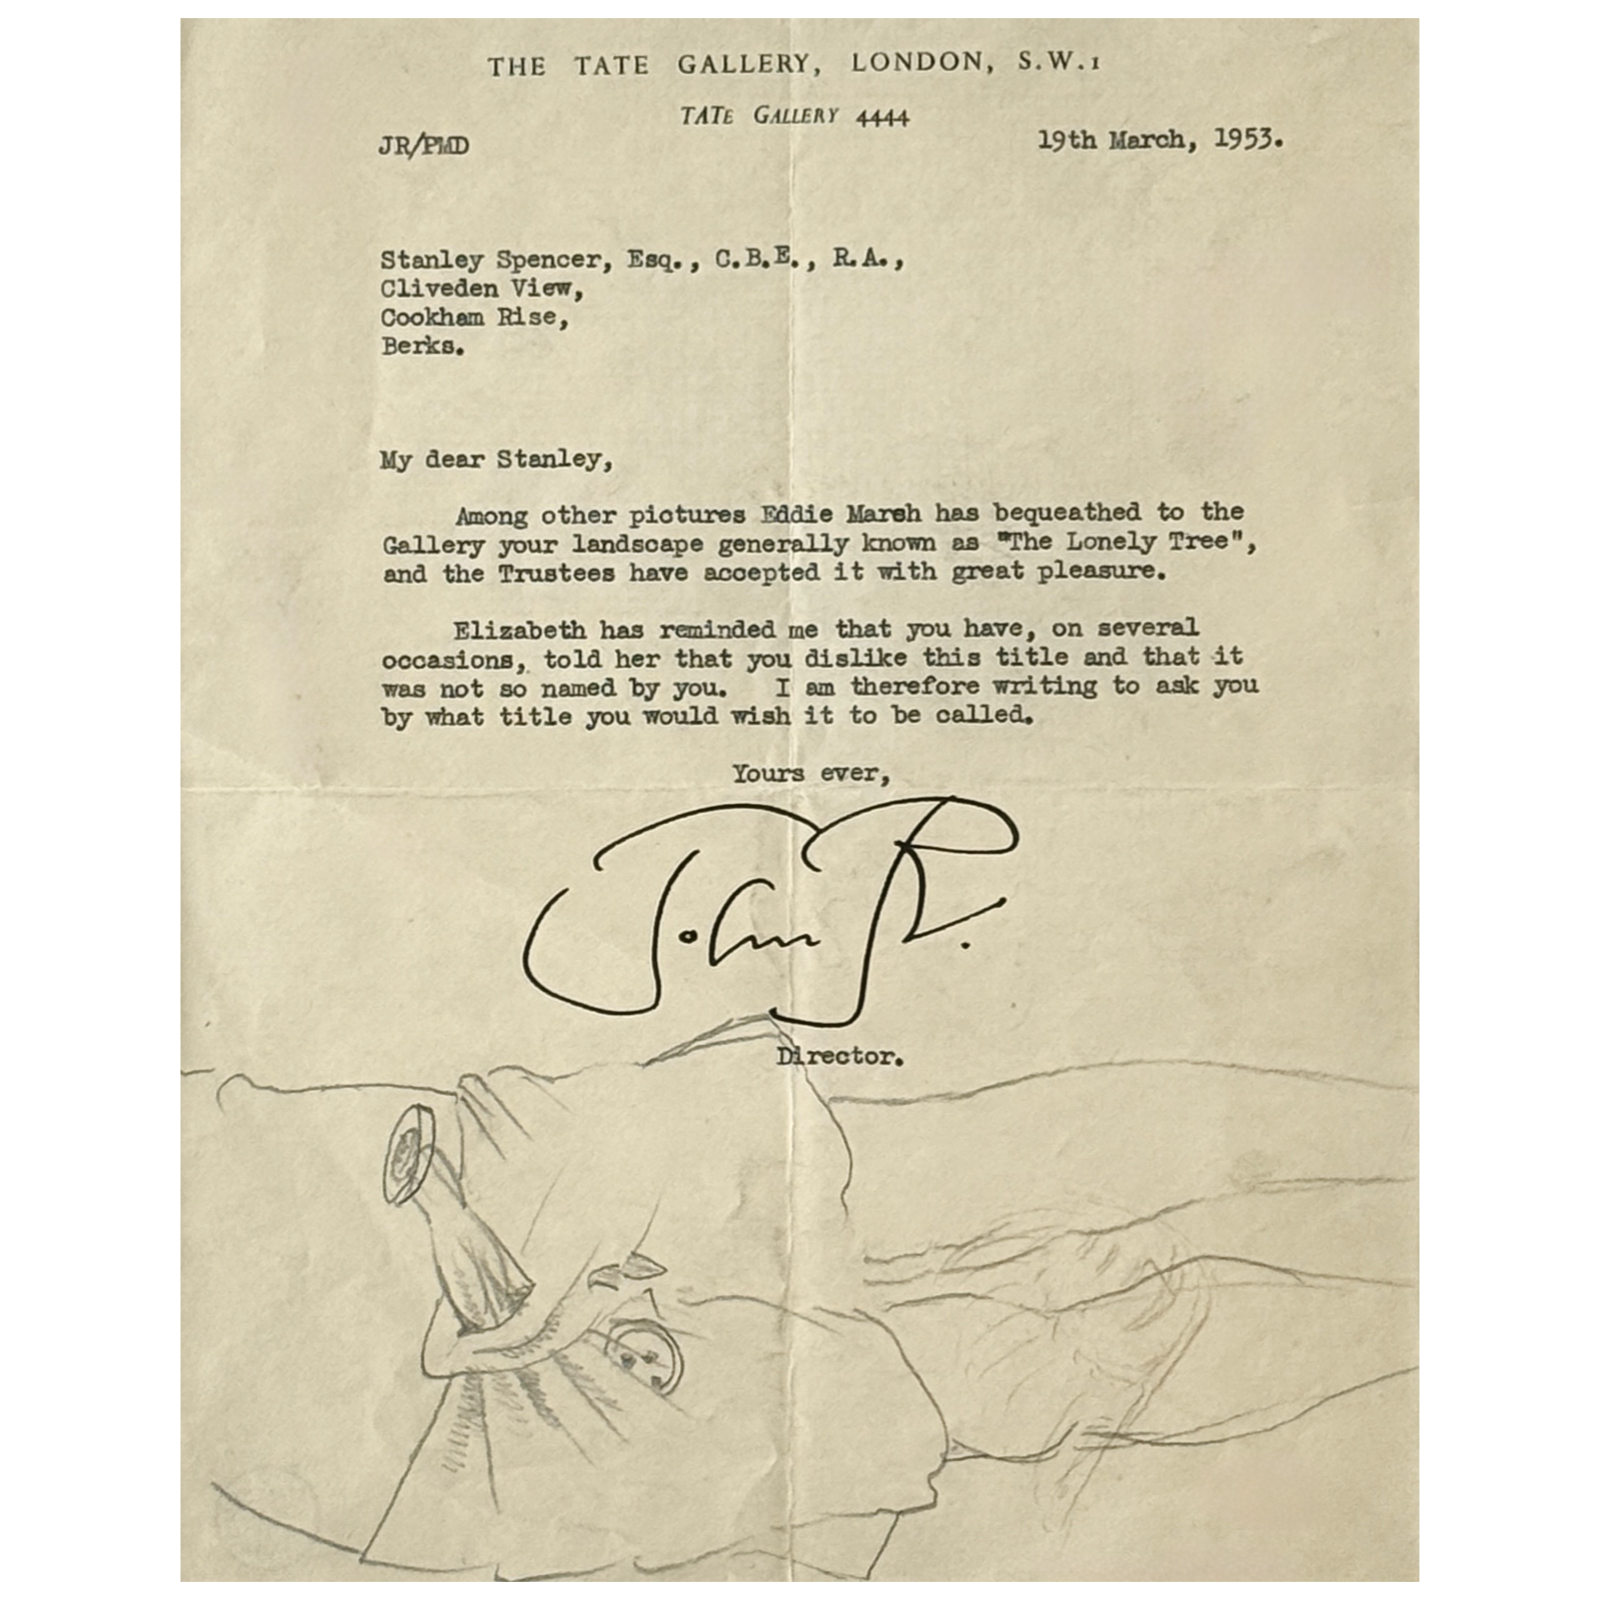 THE TATE GALLERY, LONDON, S.W.1
TATE GALLERY 4444
JR/PMD
19th March, 1953.
Stanley Spencer, Esq., C.B.E., R.A.,
Cliveden View,
Cookham Rise,
Berks.
My dear Stanley,
Among other pictures Eddie Marsh has bequeathed to the
Gallery your landscape generally known as "The Lonely Tree",
and the Trustees have accepted it with great pleasure.
Elizabeth has reminded me that you have, on several
occasions, told her that you dislike this title and that it
was not so named by you. I am therefore writing to ask you
by what title you would wish it to be called.
Yours ever,
John R.
Director.